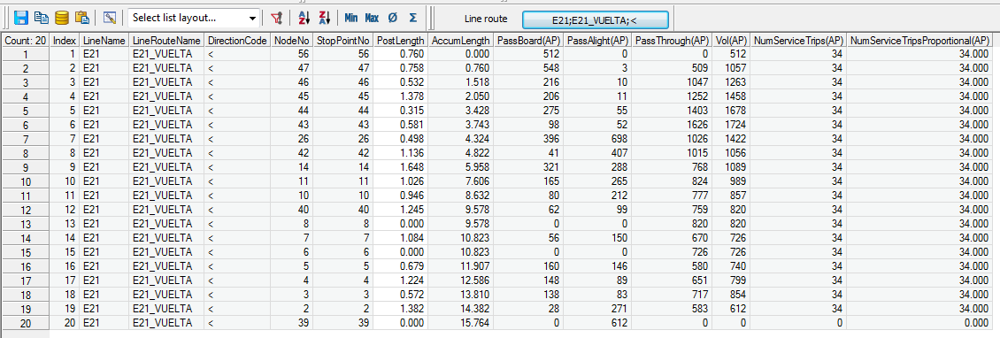 Select list layout... Min Max Ø Σ Line route E21;E21_VUELTA;<
Count: 20 Index LineName LineRouteName DirectionCode NodeNo StopPointNo PostLength AccumLength PassBoard(AP) PassAlight(AP) PassThrough(AP) Vol(AP) NumServiceTrips(AP) NumServiceTripsProportional(AP)
1 1 E21 E21_VUELTA < 56 56 0.760 0.000 512 0 0 512 34 34.000
2 2 E21 E21_VUELTA < 47 47 0.758 0.760 548 3 509 1057 34 34.000
3 3 E21 E21_VUELTA < 46 46 0.532 1.518 216 10 1047 1263 34 34.000
4 4 E21 E21_VUELTA < 45 45 1.378 2.050 206 11 1252 1458 34 34.000
5 5 E21 E21_VUELTA < 44 44 0.315 3.428 275 55 1403 1678 34 34.000
6 6 E21 E21_VUELTA < 43 43 0.581 3.743 98 52 1626 1724 34 34.000
7 7 E21 E21_VUELTA < 26 26 0.498 4.324 396 698 1026 1422 34 34.000
8 8 E21 E21_VUELTA < 42 42 1.136 4.822 41 407 1015 1056 34 34.000
9 9 E21 E21_VUELTA < 14 14 1.648 5.958 321 288 768 1089 34 34.000
10 10 E21 E21_VUELTA < 11 11 1.026 7.606 165 265 824 989 34 34.000
11 11 E21 E21_VUELTA < 10 10 0.946 8.632 80 212 777 857 34 34.000
12 12 E21 E21_VUELTA < 40 40 1.245 9.578 62 99 759 820 34 34.000
13 13 E21 E21_VUELTA < 8 8 0.000 9.578 0 0 820 820 34 34.000
14 14 E21 E21_VUELTA < 7 7 1.084 10.823 56 150 670 726 34 34.000
15 15 E21 E21_VUELTA < 6 6 0.000 10.823 0 0 726 726 34 34.000
16 16 E21 E21_VUELTA < 5 5 0.679 11.907 160 146 580 740 34 34.000
17 17 E21 E21_VUELTA < 4 4 1.224 12.586 148 89 651 799 34 34.000
18 18 E21 E21_VUELTA < 3 3 0.572 13.810 138 83 717 854 34 34.000
19 19 E21 E21_VUELTA < 2 2 1.382 14.382 28 271 583 612 34 34.000
20 20 E21 E21_VUELTA < 39 39 0.000 15.764 0 612 0 0 0 0.000